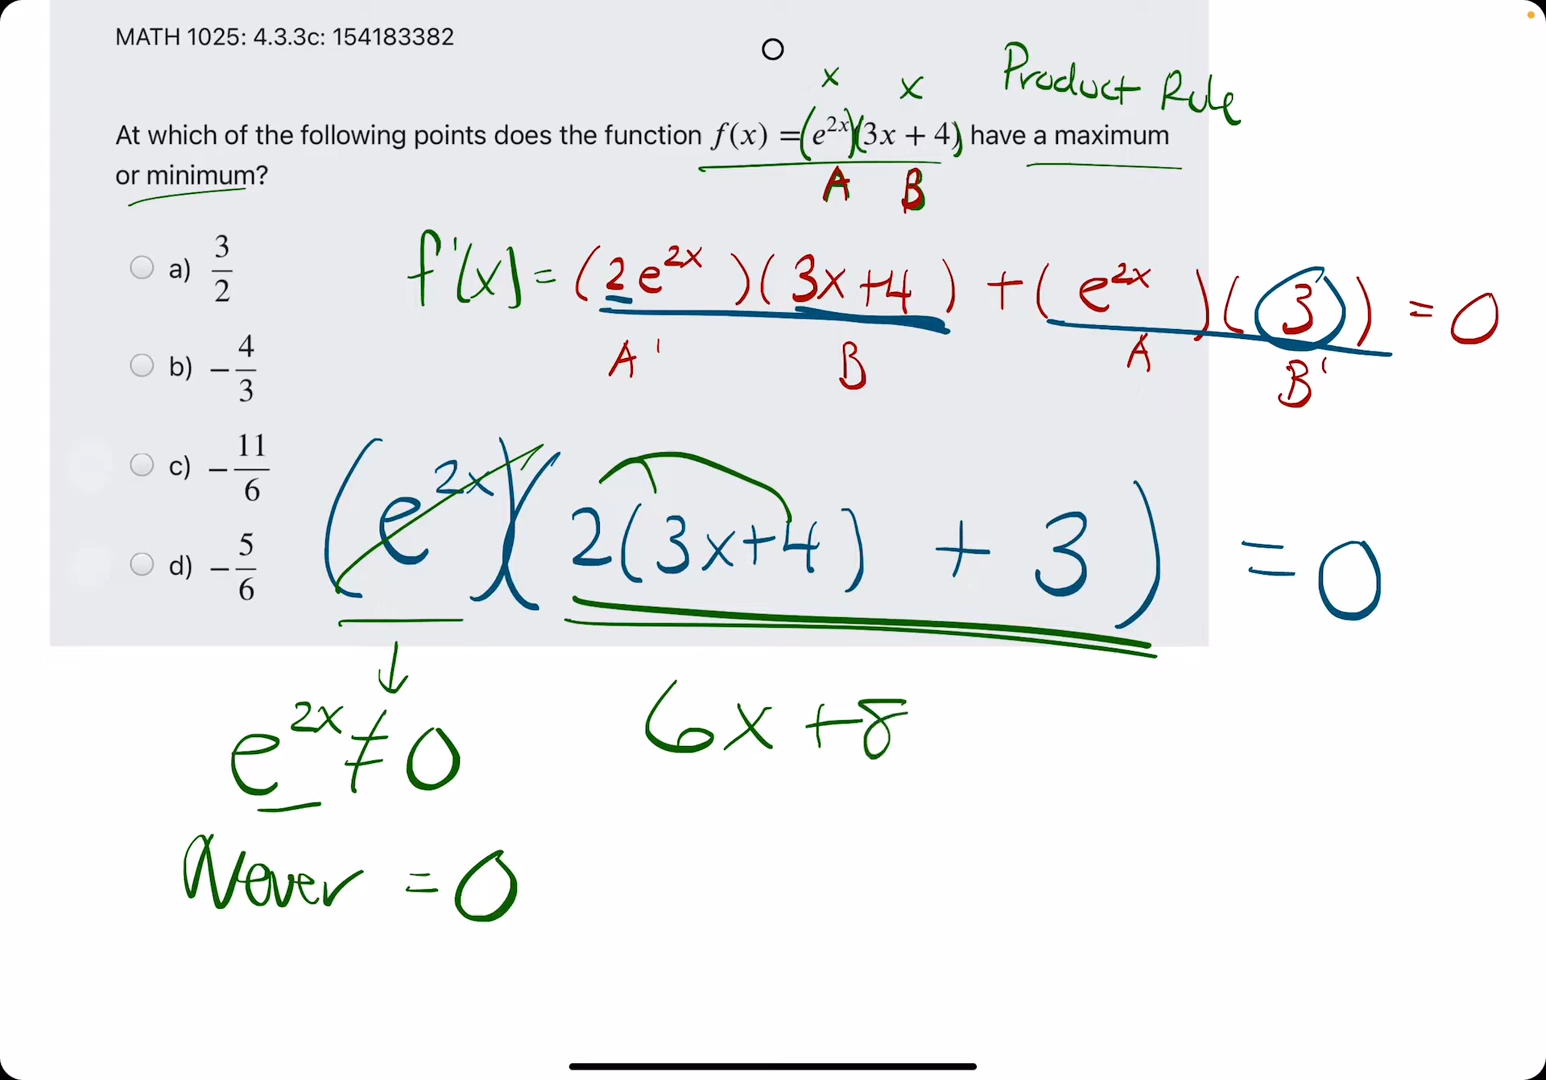 MATH 1025: 4.3.3c: 154183382
x x Product Rule
At which of the following points does the function f(x) = (e^{2x})(3x + 4) have a maximum
or minimum?
A B
a) 3/2
f'(x) = (2e^{2x})(3x+4) + (e^{2x})(3) = 0
A' B A B'
b) -4/3
c) -11/6
(e^{2x})(2(3x+4) + 3) = 0
d) -5/6
e^{2x} ≠ 0 6x + 8
Never = 0